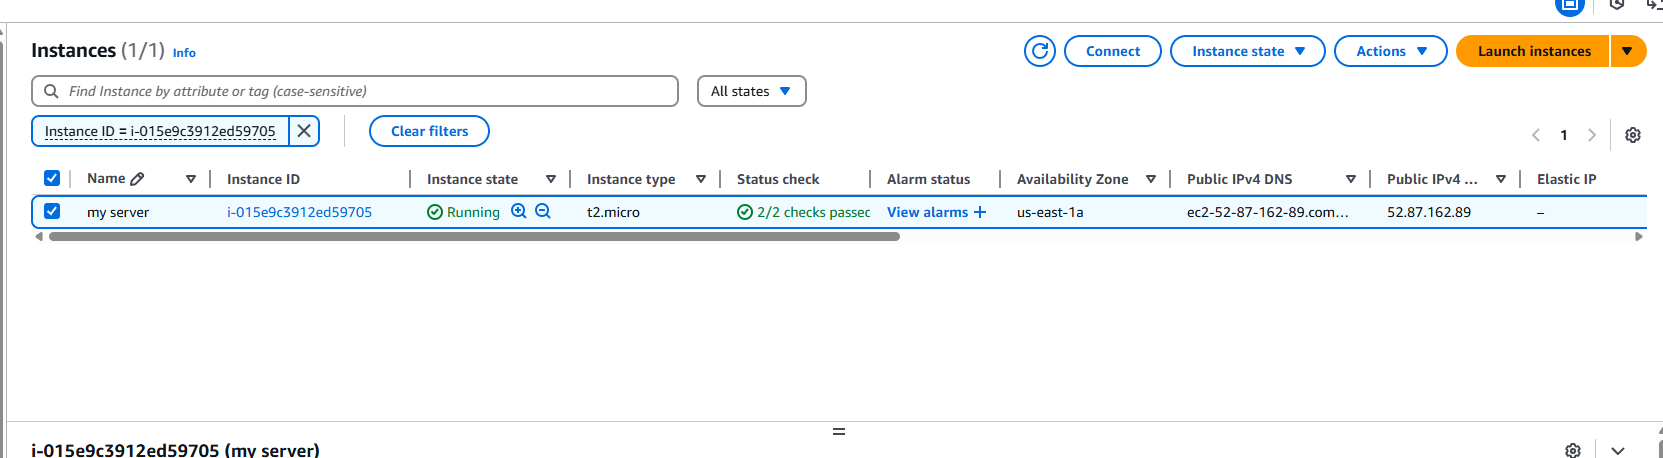 Instances (1/1) Info Connect Instance state Actions Launch instances
Find Instance by attribute or tag (case-sensitive) All states
Instance ID = i-015e9c3912ed59705 Clear filters 1
Name Instance ID Instance state Instance type Status check Alarm status Availability Zone Public IPv4 DNS Public IPv4 ... Elastic IP
my server i-015e9c3912ed59705 Running t2.micro 2/2 checks passec View alarms + us-east-1a ec2-52-87-162-89.com... 52.87.162.89 –
i-015e9c3912ed59705 (my server)